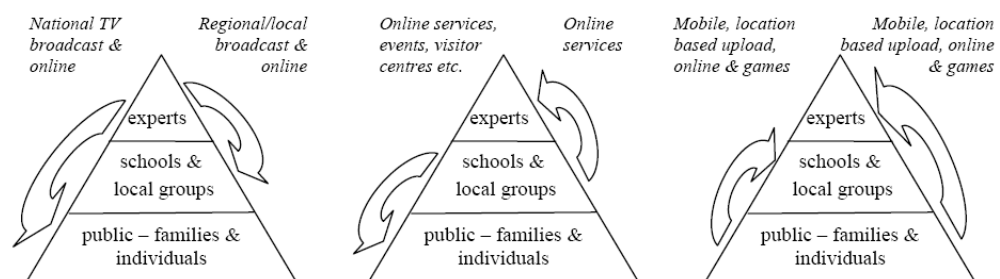 National TV
broadcast &
online
Regional/local
broadcast &
online
experts
schools &
local groups
public – families &
individuals
Online services,
events, visitor
centres etc.
Online
services
experts
schools &
local groups
public – families &
individuals
Mobile, location
based upload,
online & games
Mobile, location
based upload, online
& games
experts
schools &
local groups
public – families &
individuals